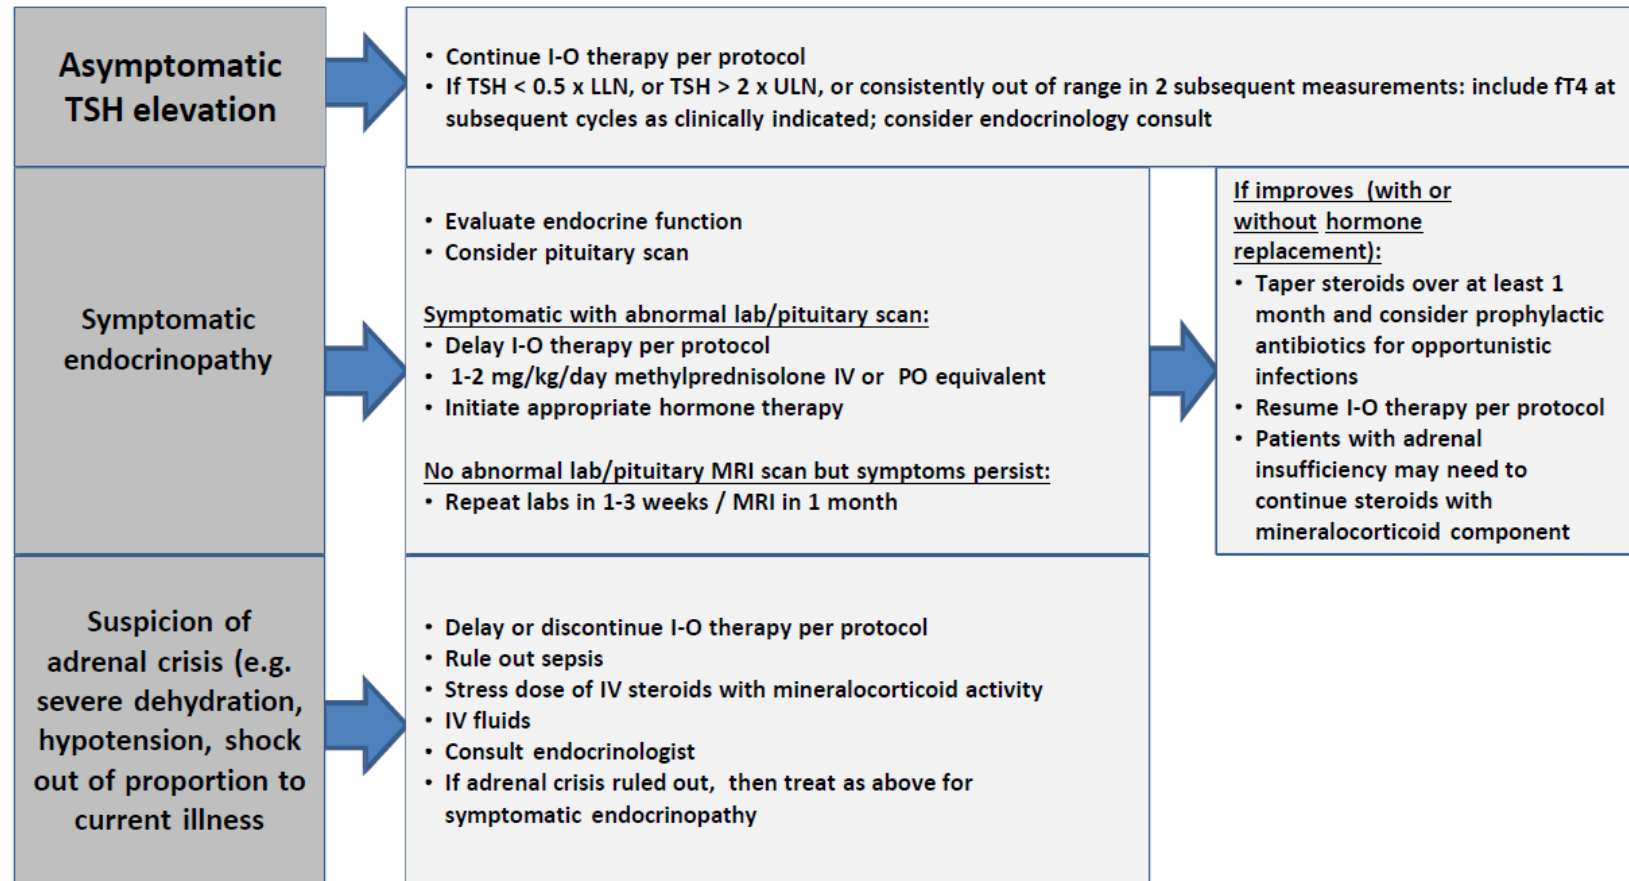 Asymptomatic
TSH elevation
• Continue I-O therapy per protocol
• If TSH < 0.5 x LLN, or TSH > 2 x ULN, or consistently out of range in 2 subsequent measurements: include fT4 at
subsequent cycles as clinically indicated; consider endocrinology consult
Symptomatic
endocrinopathy
• Evaluate endocrine function
• Consider pituitary scan
Symptomatic with abnormal lab/pituitary scan:
• Delay I-O therapy per protocol
• 1-2 mg/kg/day methylprednisolone IV or PO equivalent
• Initiate appropriate hormone therapy
No abnormal lab/pituitary MRI scan but symptoms persist:
• Repeat labs in 1-3 weeks / MRI in 1 month
If improves (with or
without hormone
replacement):
• Taper steroids over at least 1
month and consider prophylactic
antibiotics for opportunistic
infections
• Resume I-O therapy per protocol
• Patients with adrenal
insufficiency may need to
continue steroids with
mineralocorticoid component
Suspicion of
adrenal crisis (e.g.
severe dehydration,
hypotension, shock
out of proportion to
current illness
• Delay or discontinue I-O therapy per protocol
• Rule out sepsis
• Stress dose of IV steroids with mineralocorticoid activity
• IV fluids
• Consult endocrinologist
• If adrenal crisis ruled out, then treat as above for
symptomatic endocrinopathy